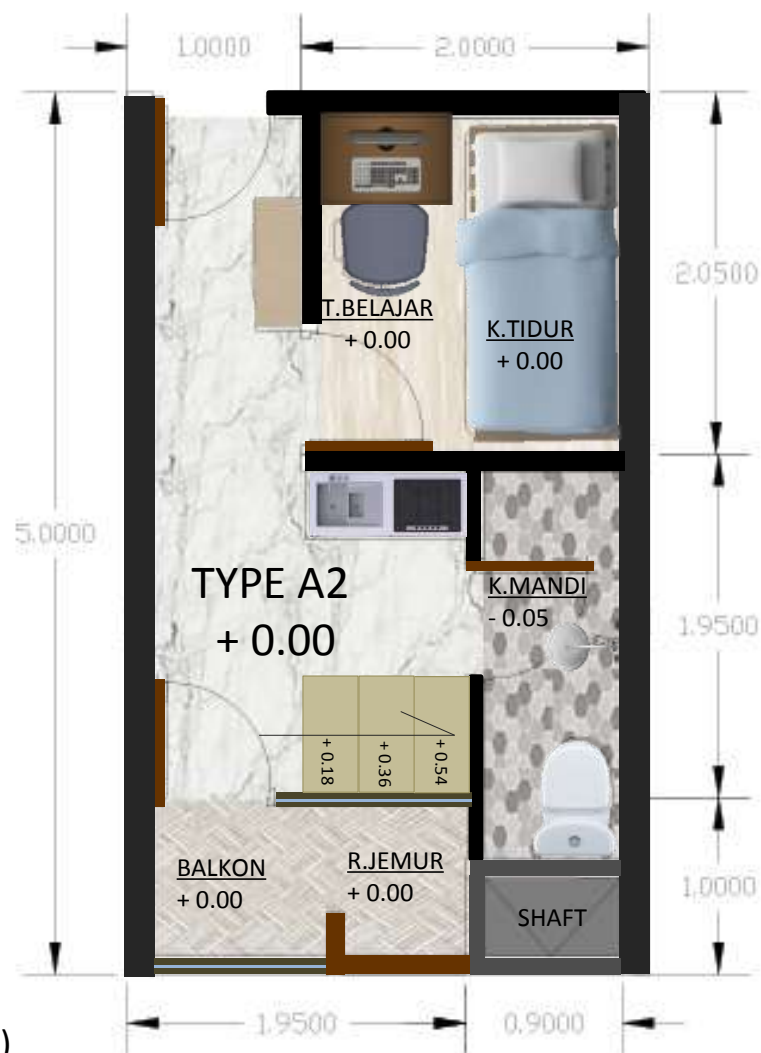 1.0000
2.0000
T.BELAJAR
+ 0.00
K.TIDUR
+ 0.00
2.0500
5.0000
TYPE A2
+ 0.00
K.MANDI
- 0.05
1.9500
+ 0.18
+ 0.36
+ 0.54
BALKON
+ 0.00
R.JEMUR
+ 0.00
1.0000
SHAFT
1.9500
0.9000
)